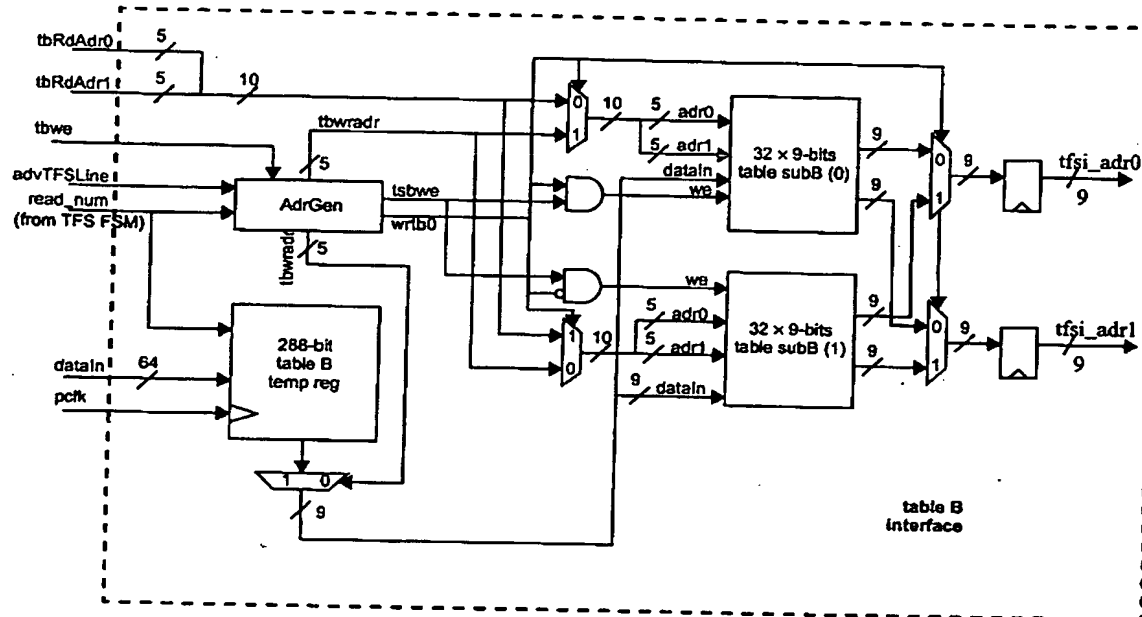 tbRdAdr0
5
tbRdAdr1
5
10
tbwe
tbwradr
5
advTFSLine
read_num
(from TFS FSM)
AdrGen
tsbwe
wrtb0
tbwradr
5
0
1
10
5
adr0
5
adr1
dataIn
we
32 × 9-bits
table subB (0)
9
9
0
1
9
tfsi_adr0
9
we
5
adr0
5
adr1
9
dataIn
1
0
10
32 × 9-bits
table subB (1)
9
9
0
1
9
tfsi_adr1
9
dataIn
64
pclk
288-bit
table B
temp reg
1
0
9
table B
interface